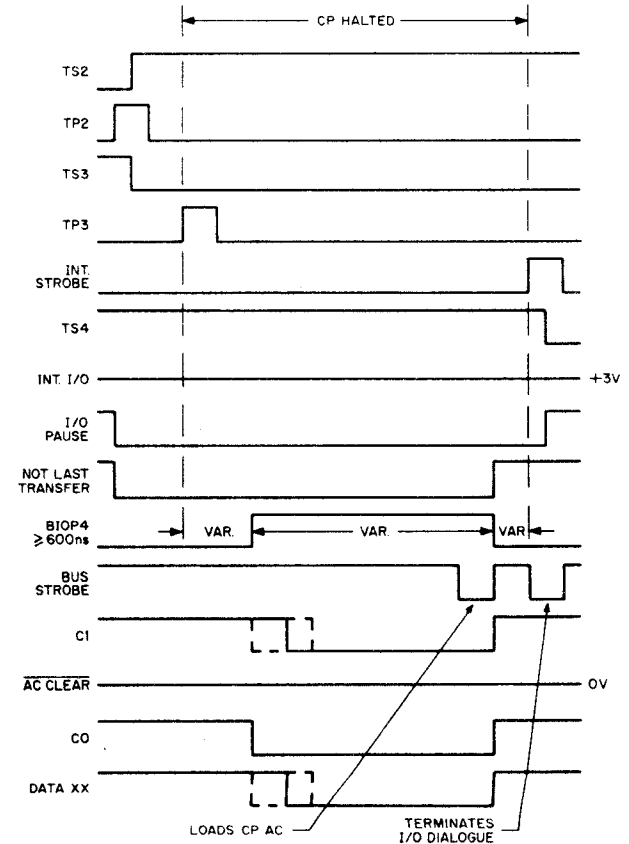 CP HALTED
TS2
TP2
TS3
TP3
INT.
STROBE
TS4
INT. I/O
+3V
I/O
PAUSE
NOT LAST
TRANSFER
BIOP4
≥600ns
VAR.
VAR.
VAR
BUS
STROBE
C1
AC CLEAR
0V
C0
DATA XX
LOADS CP AC
TERMINATES
I/O DIALOGUE